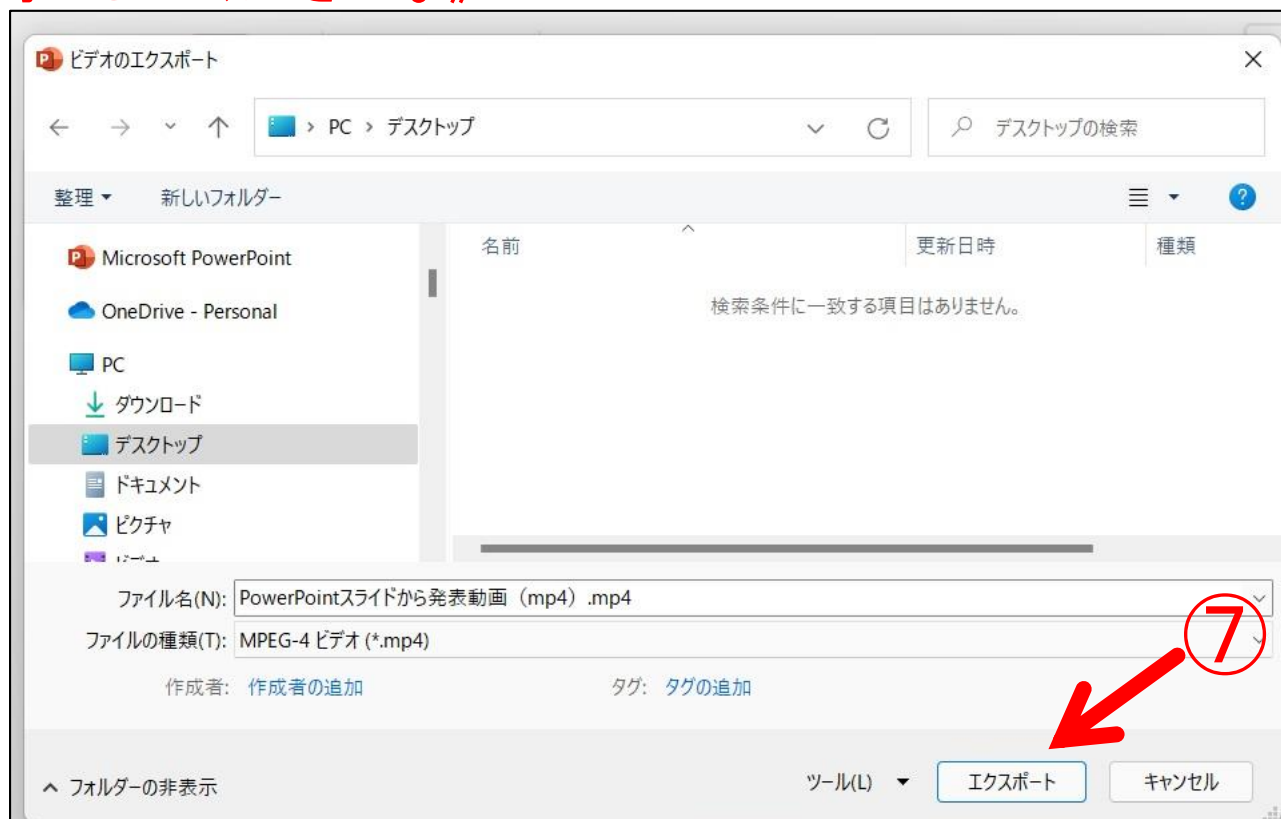 ビデオのエクスポート
PC › デスクトップ
デスクトップの検索
整理
新しいフォルダー
Microsoft PowerPoint
OneDrive - Personal
PC
ダウンロード
デスクトップ
ドキュメント
ピクチャ
名前
更新日時
種類
検索条件に一致する項目はありません。
ファイル名(N): PowerPointスライドから発表動画（mp4）.mp4
ファイルの種類(T): MPEG-4 ビデオ (*.mp4)
作成者: 作成者の追加
タグ: タグの追加
⑦
フォルダーの非表示
ツール(L)
エクスポート
キャンセル